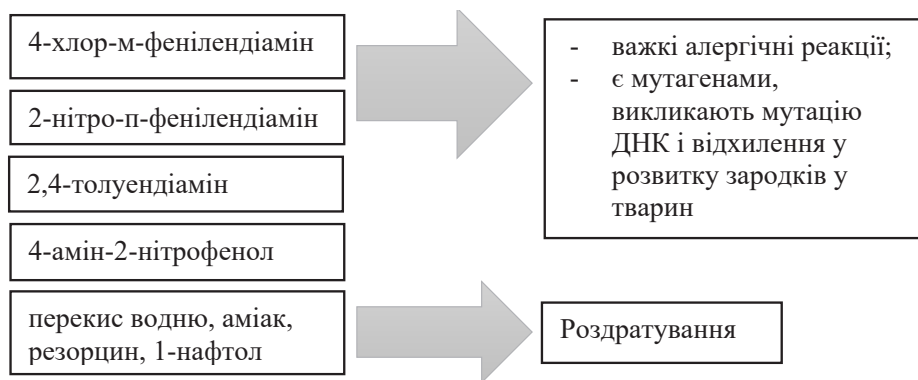 4-хлор-м-фенілендіамін
2-нітро-п-фенілендіамін
2,4-толуендіамін
4-амін-2-нітрофенол
перекис водню, аміак,
резорцин, 1-нафтол
- важкі алергічні реакції;
- є мутагенами,
викликають мутацію
ДНК і відхилення у
розвитку зародків у
тварин
Роздратування